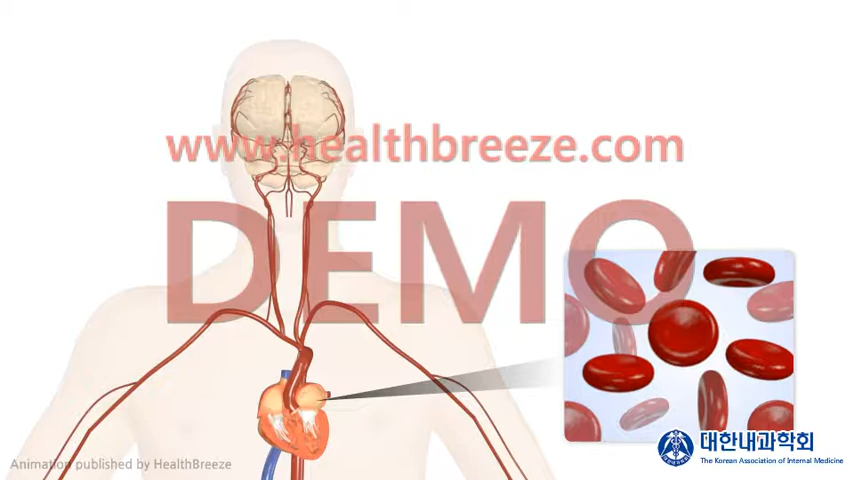 www.healthbreeze.com
DEMO
대한내과학회
The Korean Association of Internal Medicine
Animation published by HealthBreeze